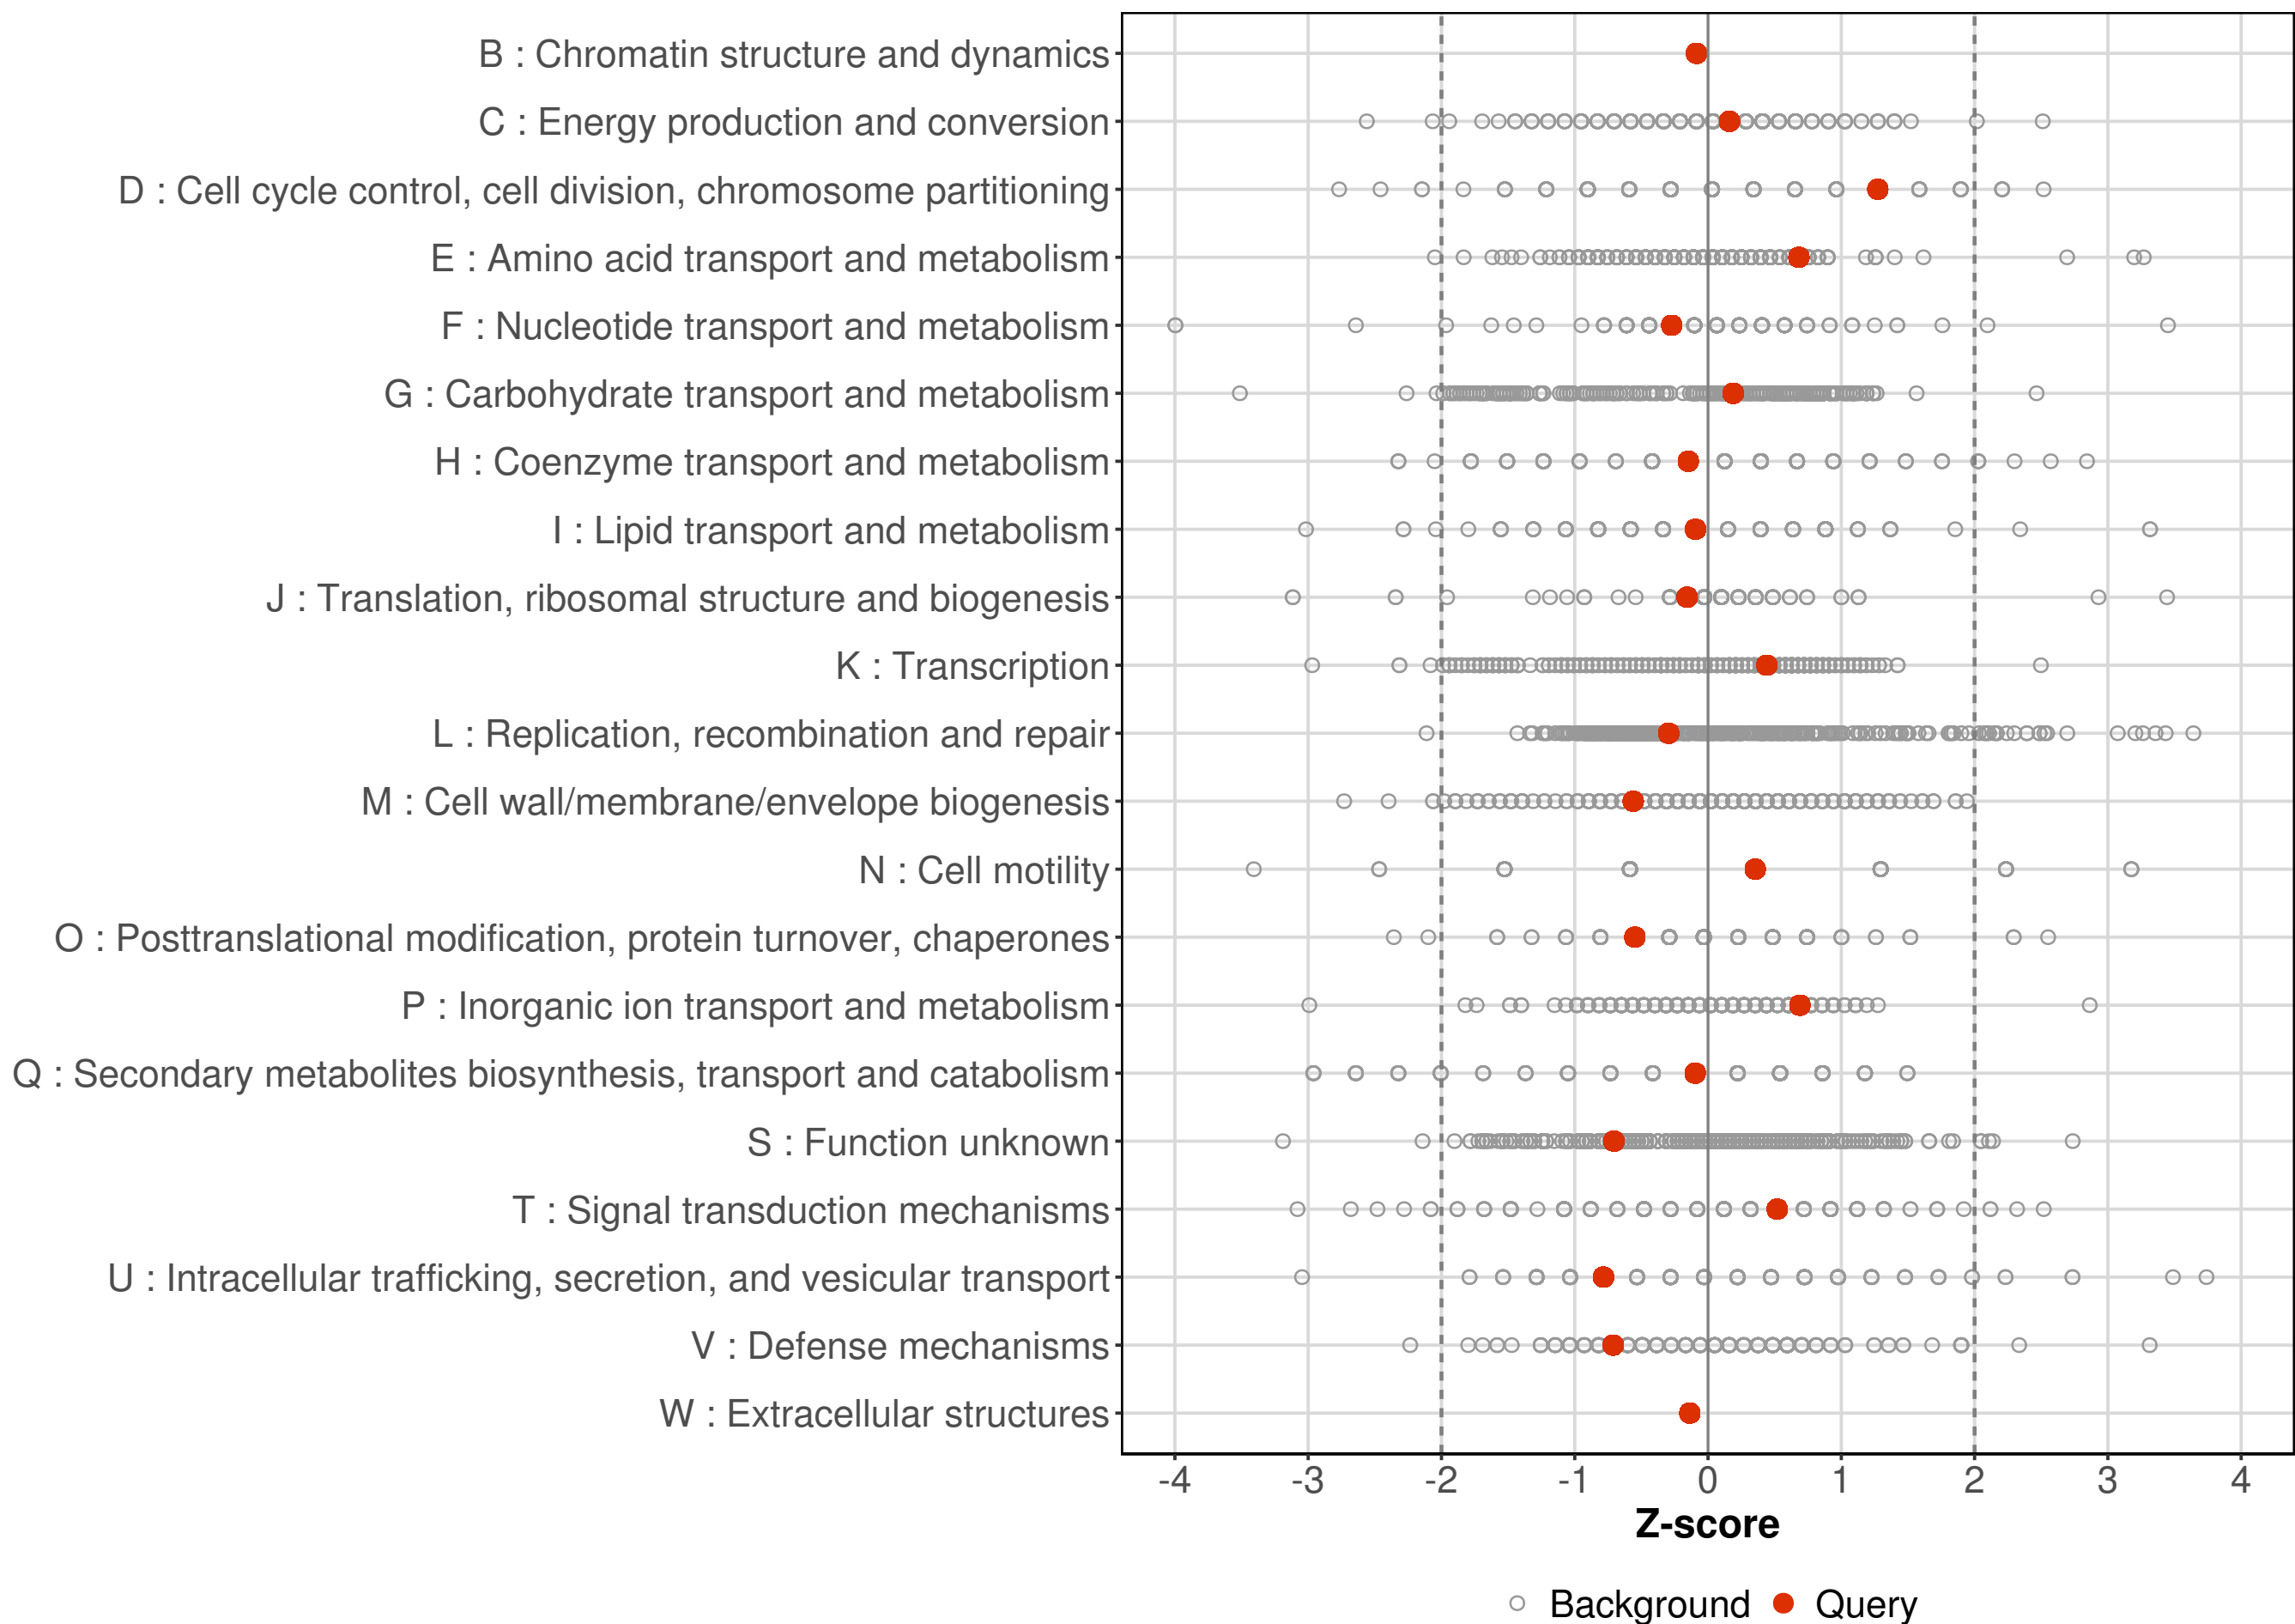 B : Chromatin structure and dynamics
C : Energy production and conversion
D : Cell cycle control, cell division, chromosome partitioning
E : Amino acid transport and metabolism
F : Nucleotide transport and metabolism
G : Carbohydrate transport and metabolism
H : Coenzyme transport and metabolism
I : Lipid transport and metabolism
J : Translation, ribosomal structure and biogenesis
K : Transcription
L : Replication, recombination and repair
M : Cell wall/membrane/envelope biogenesis
N : Cell motility
O : Posttranslational modification, protein turnover, chaperones
P : Inorganic ion transport and metabolism
Q : Secondary metabolites biosynthesis, transport and catabolism
S : Function unknown
T : Signal transduction mechanisms
U : Intracellular trafficking, secretion, and vesicular transport
V : Defense mechanisms
W : Extracellular structures
-4 -3 -2 -1 0 1 2 3 4
Z-score
Background Query